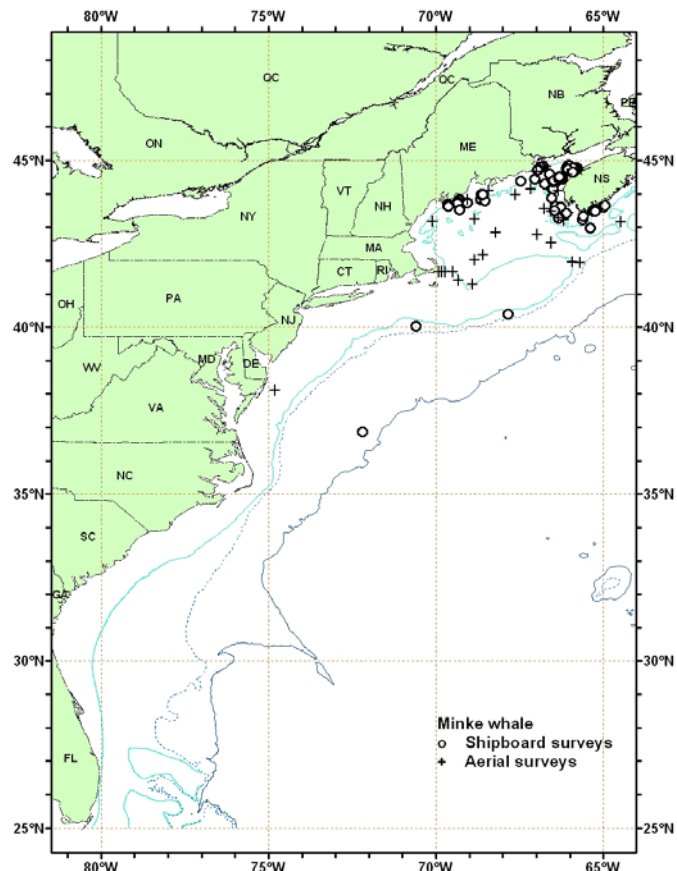 80°W 75°W 70°W 65°W
QC
QC
NB
PE
ON
ME
45°N 45°N
NS
VT
NH
NY
MA
CT RI
PA
OH
NJ
40°N 40°N
MD DE
WV
VA
NC
35°N 35°N
SC
GA
30°N 30°N
Minke whale
Shipboard surveys
FL
Aerial surveys
25°N 25°N
80°W 75°W 70°W 65°W